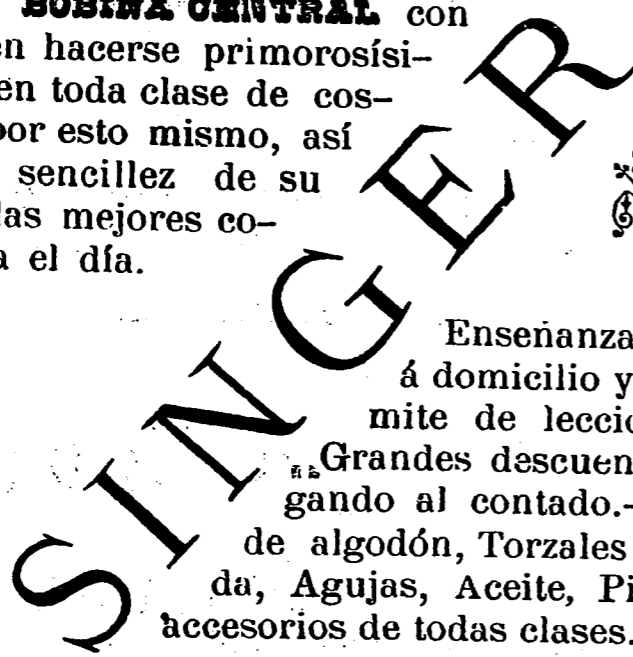 BOBINA CENTRAL con
en hacerse primorosísi-
en toda clase de cos-
por esto mismo, así
sencillez de su
las mejores co-
a el día.
SINGER
Enseñanza
á domicilio y
mite de leccio
Grandes descuen
gando al contado.-
de algodón, Torzales
da, Agujas, Aceite, Pi
accesorios de todas clases.